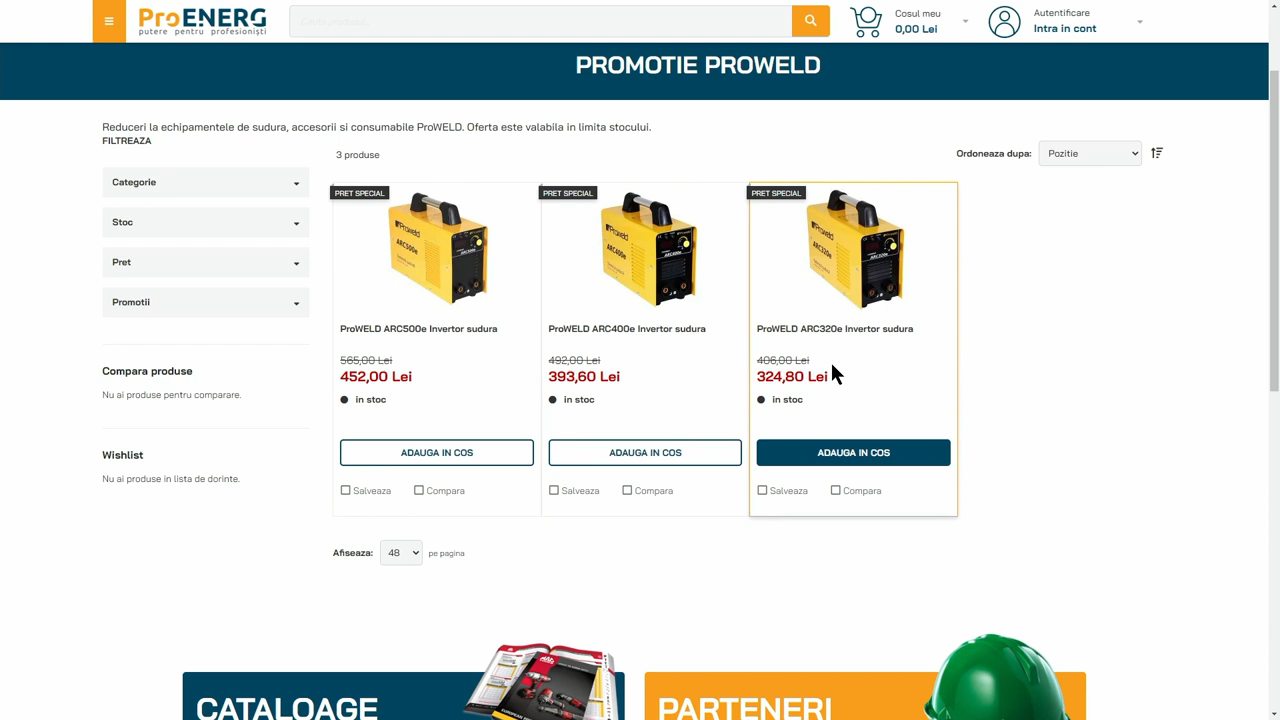 ProENERG
putere pentru profesioniști
Cosul meu
0,00 Lei
Autentificare
Intra in cont
PROMOTIE PROWELD
Reduceri la echipamentele de sudura, accesorii si consumabile ProWELD. Oferta este valabila in limita stocului.
FILTREAZA
3 produse
Ordoneaza dupa:
Pozitie
Categorie
Stoc
Pret
Promotii
Compara produse
Nu ai produse pentru comparare.
Wishlist
Nu ai produse in lista de dorinte.
PRET SPECIAL
Proweld
ARC500e
ProWELD ARC500e Invertor sudura
565,00 Lei
452,00 Lei
in stoc
ADAUGA IN COS
Salveaza
Compara
PRET SPECIAL
Proweld
ARC400e
ProWELD ARC400e Invertor sudura
492,00 Lei
393,60 Lei
in stoc
ADAUGA IN COS
Salveaza
Compara
PRET SPECIAL
Proweld
ARC320e
ProWELD ARC320e Invertor sudura
406,00 Lei
324,80 Lei
in stoc
ADAUGA IN COS
Salveaza
Compara
Afiseaza:
48
pe pagina
CATALOAGE
PARTENERI